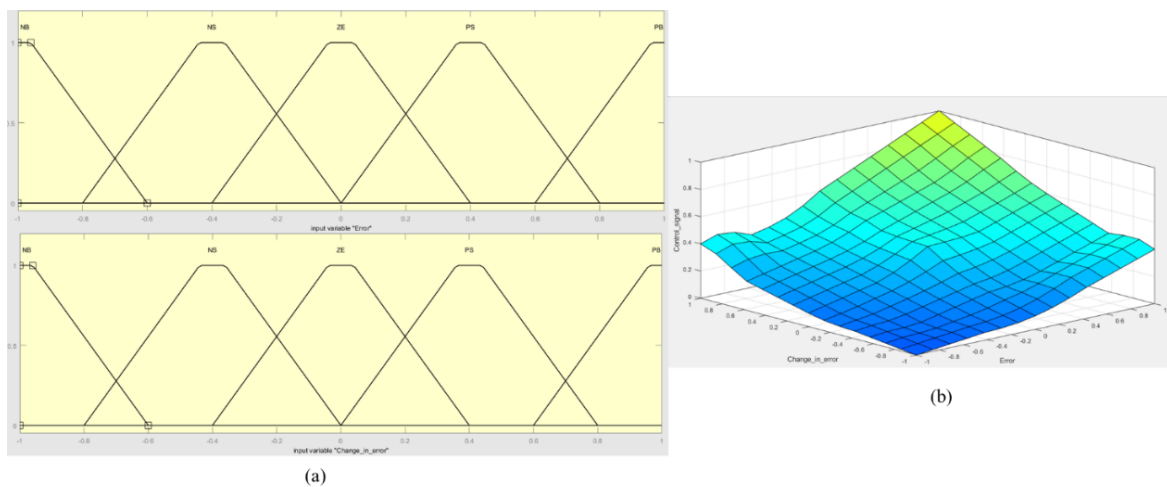 NB NS ZE PS PB
1
0.5
0
-1 -0.8 -0.6 -0.4 -0.2 0 0.2 0.4 0.6 0.8 1
input variable "Error"
NB NS ZE PS PB
1
0.5
0
-1 -0.8 -0.6 -0.4 -0.2 0 0.2 0.4 0.6 0.8 1
input variable "Change_in_error"
(a)
1
0.8
0.6
0.4
0.2
0
Control_signal
1 0.8 0.6 0.4 0.2 0 -0.2 -0.4 -0.6 -0.8 -1
Change_in_error
-1 -0.8 -0.6 -0.4 -0.2 0 0.2 0.4 0.6 0.8 1
Error
(b)